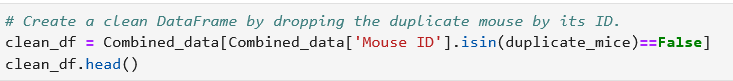 # Create a clean DataFrame by dropping the duplicate mouse by its ID.
clean_df = Combined_data[Combined_data['Mouse ID'].isin(duplicate_mice)==False]
clean_df.head()